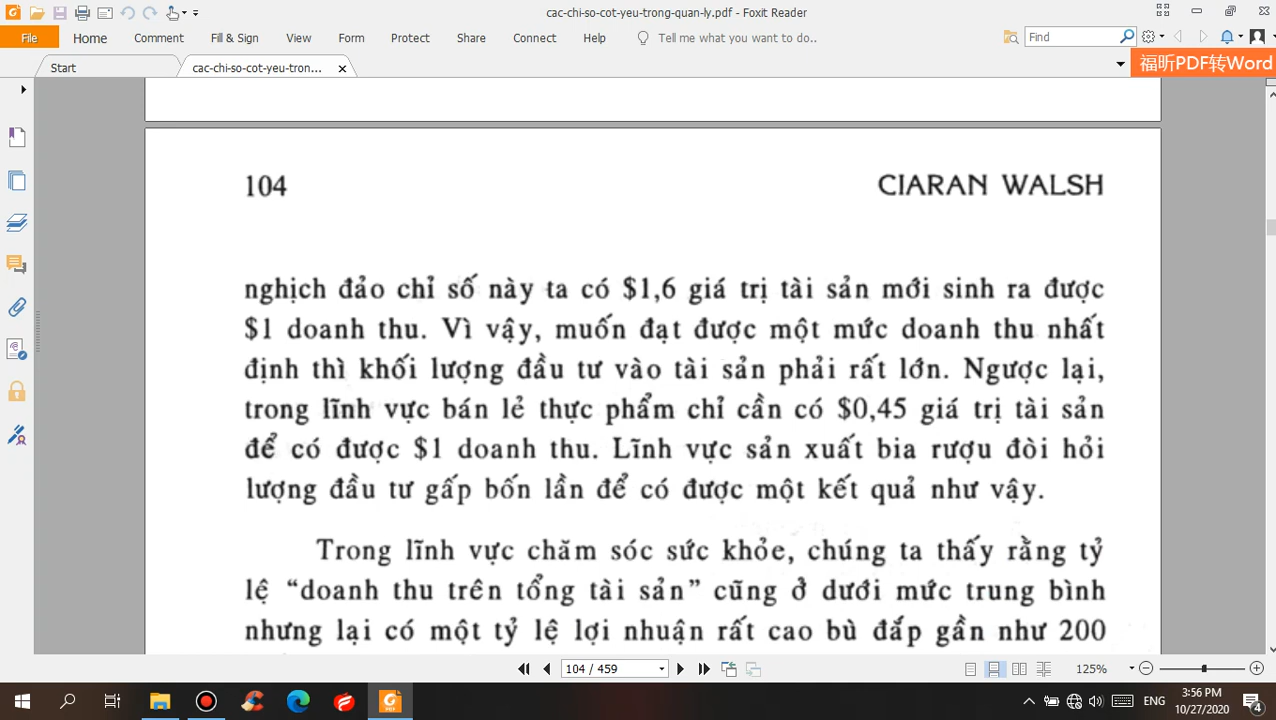 cac-chi-so-cot-yeu-trong-quan-ly.pdf - Foxit Reader
File Home Comment Fill & Sign View Form Protect Share Connect Help Tell me what you want to do.. Find
Start cac-chi-so-cot-yeu-tron... 福昕PDF转Word
104 CIARAN WALSH
nghịch đảo chỉ số này ta có $1,6 giá trị tài sản mới sinh ra được
$1 doanh thu. Vì vậy, muốn đạt được một mức doanh thu nhất
định thì khối lượng đầu tư vào tài sản phải rất lớn. Ngược lại,
trong lĩnh vực bán lẻ thực phẩm chỉ cần có $0,45 giá trị tài sản
để có được $1 doanh thu. Lĩnh vực sản xuất bia rượu đòi hỏi
lượng đầu tư gấp bốn lần để có được một kết quả như vậy.
Trong lĩnh vực chăm sóc sức khỏe, chúng ta thấy rằng tỷ
lệ “doanh thu trên tổng tài sản” cũng ở dưới mức trung bình
nhưng lại có một tỷ lệ lợi nhuận rất cao bù đắp gần như 200
104 / 459 125%
ENG 3:56 PM
10/27/2020 4